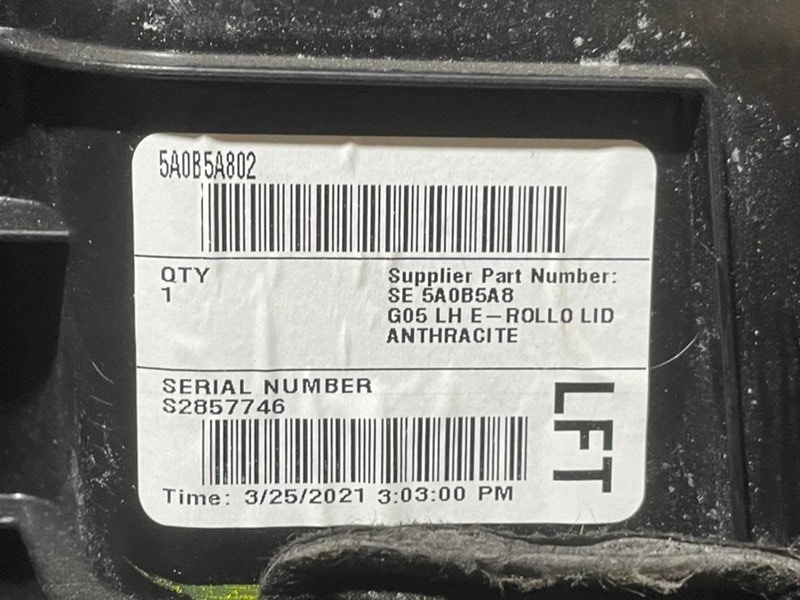 5A0B5A802
QTY
1
Supplier Part Number:
SE 5A0B5A8
G05 LH E-ROLLO LID
ANTHRACITE
SERIAL NUMBER
S2857746
LFT
Time: 3/25/2021 3:03:00 PM